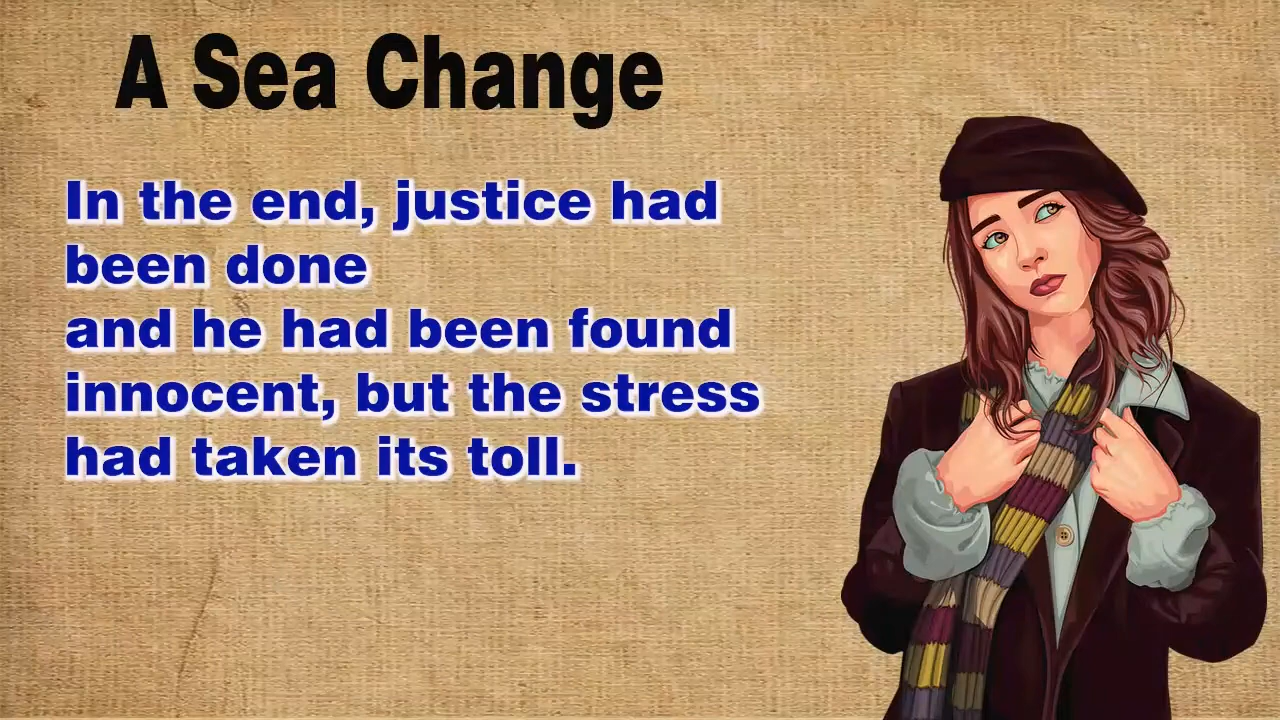 A Sea Change
In the end, justice had
been done
and he had been found
innocent, but the stress
had taken its toll.